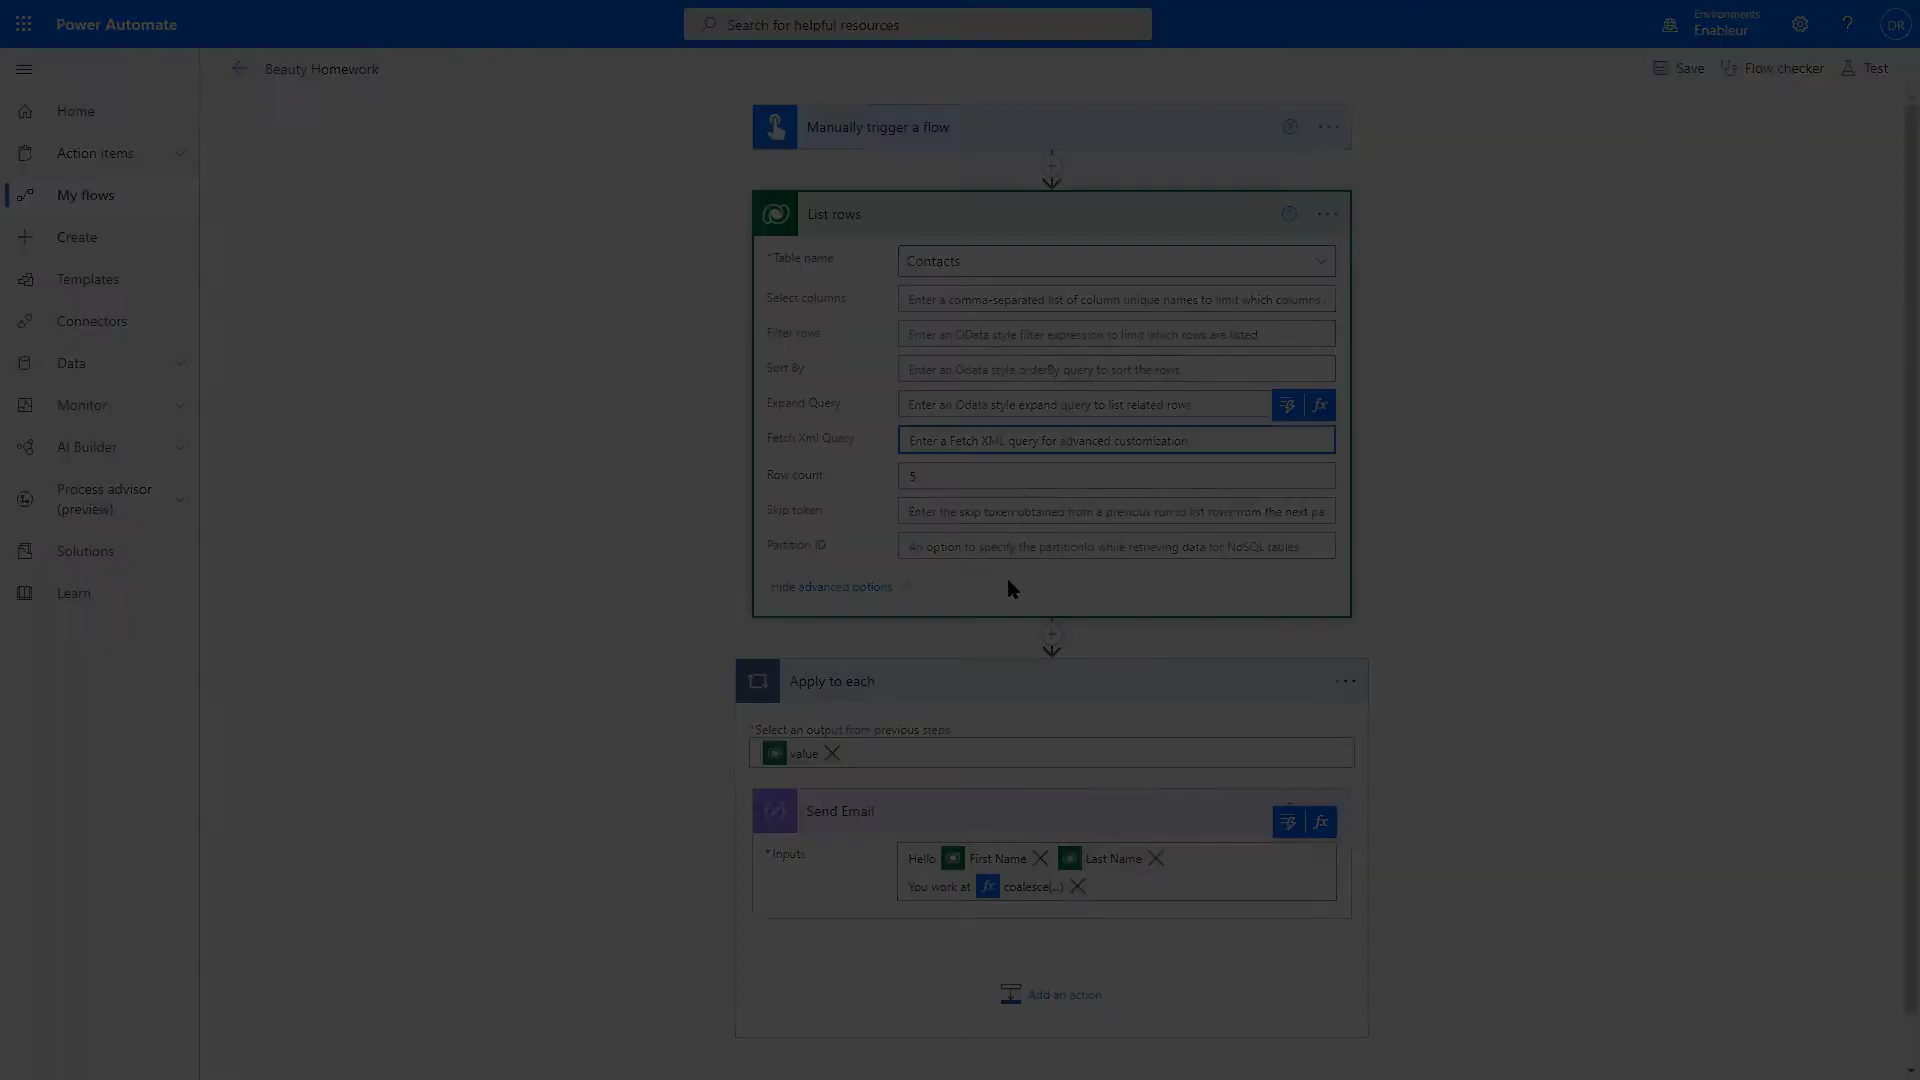 Power Automate
Search for helpful resources
Environments
Enableur
?
DR
Beauty Homework
Save
Flow checker
Test
Home
Action items
My flows
Create
Templates
Connectors
Data
Monitor
AI Builder
Process advisor
(preview)
Solutions
Learn
Manually trigger a flow
List rows
* Table name
Contacts
Select columns
Enter a comma-separated list of column unique names to limit which columns
Filter rows
Enter an OData style filter expression to limit which rows are listed
Sort By
Enter an Odata style orderBy query to sort the rows
Expand Query
Enter an Odata style expand query to list related rows
fx
Fetch Xml Query
Enter a Fetch XML query for advanced customization
Row count
5
Skip token
Enter the skip token obtained from a previous run to list rows from the next pa
Partition ID
An option to specify the partitionId while retrieving data for NoSQL tables
Hide advanced options
Apply to each
*Select an output from previous steps
value
Send Email
fx
* Inputs
Hello First Name Last Name
You work at fx coalesce(...)
Add an action